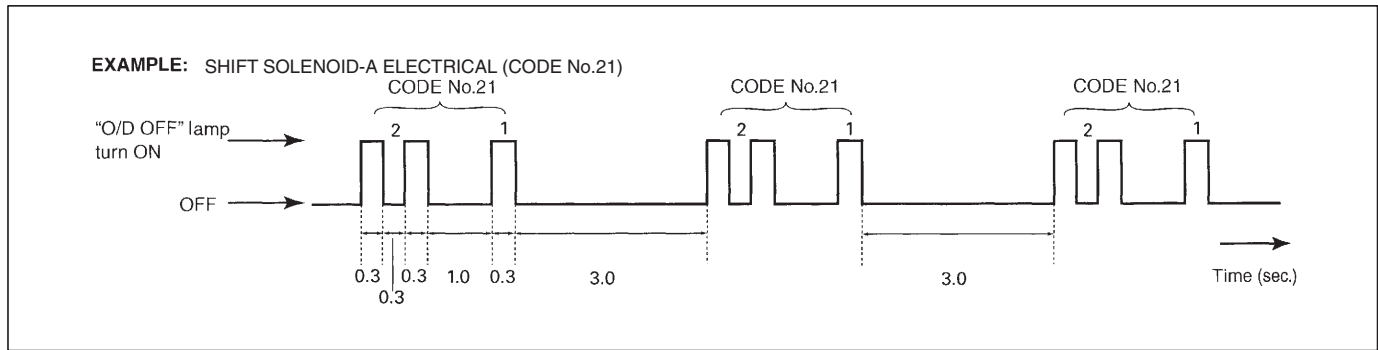 EXAMPLE: SHIFT SOLENOID-A ELECTRICAL (CODE No.21)
CODE No.21 CODE No.21 CODE No.21
"O/D OFF" lamp
turn ON
2 1 2 1 2 1
OFF
0.3 0.3 1.0 0.3 3.0 3.0 Time (sec.)
0.3